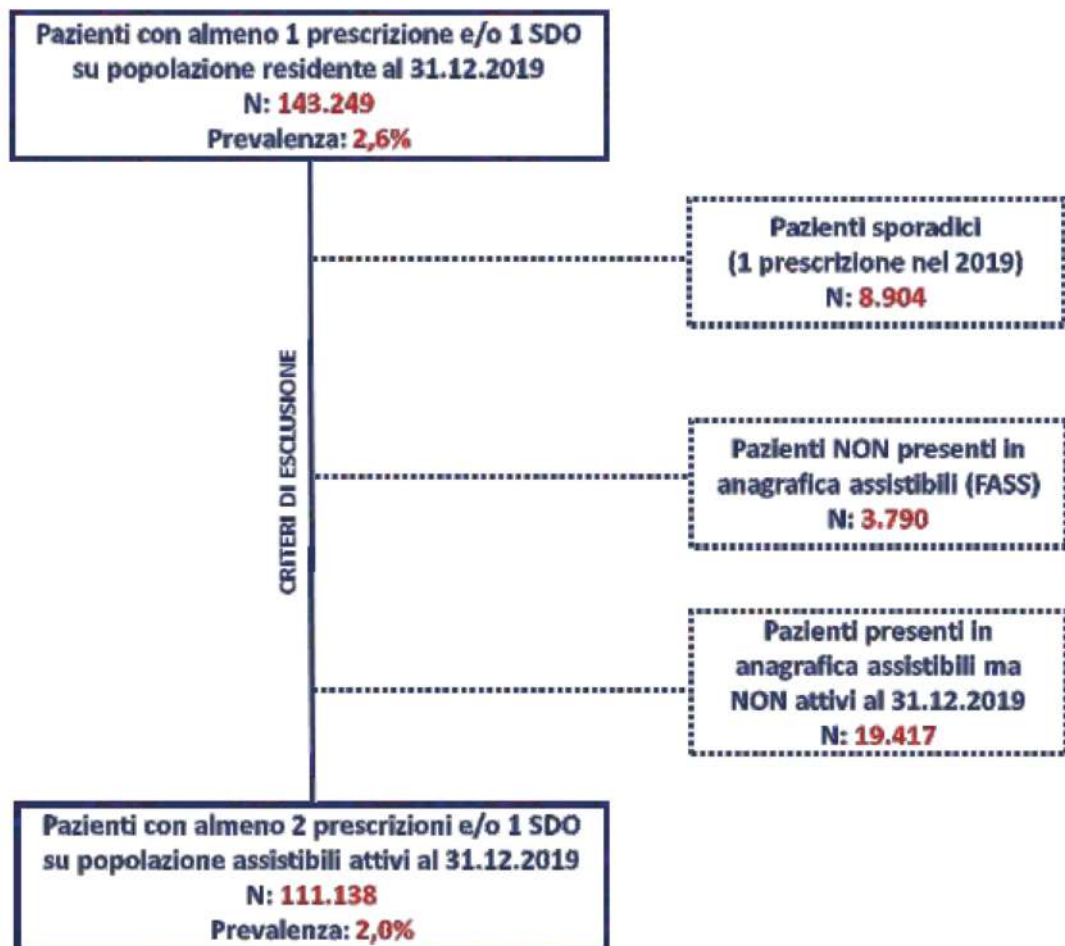 Pazienti con almeno 1 prescrizione e/o 1 SDO
su popolazione residente al 31.12.2019
N: 143.249
Prevalenza: 2,6%
Pazienti sporadici
(1 prescrizione nel 2019)
N: 8.904
CRITERI DI ESCLUSIONE
Pazienti NON presenti in
anagrafica assistibili (FASS)
N: 3.790
Pazienti presenti in
anagrafica assistibili ma
NON attivi al 31.12.2019
N: 19.417
Pazienti con almeno 2 prescrizioni e/o 1 SDO
su popolazione assistibili attivi al 31.12.2019
N: 111.138
Prevalenza: 2,0%